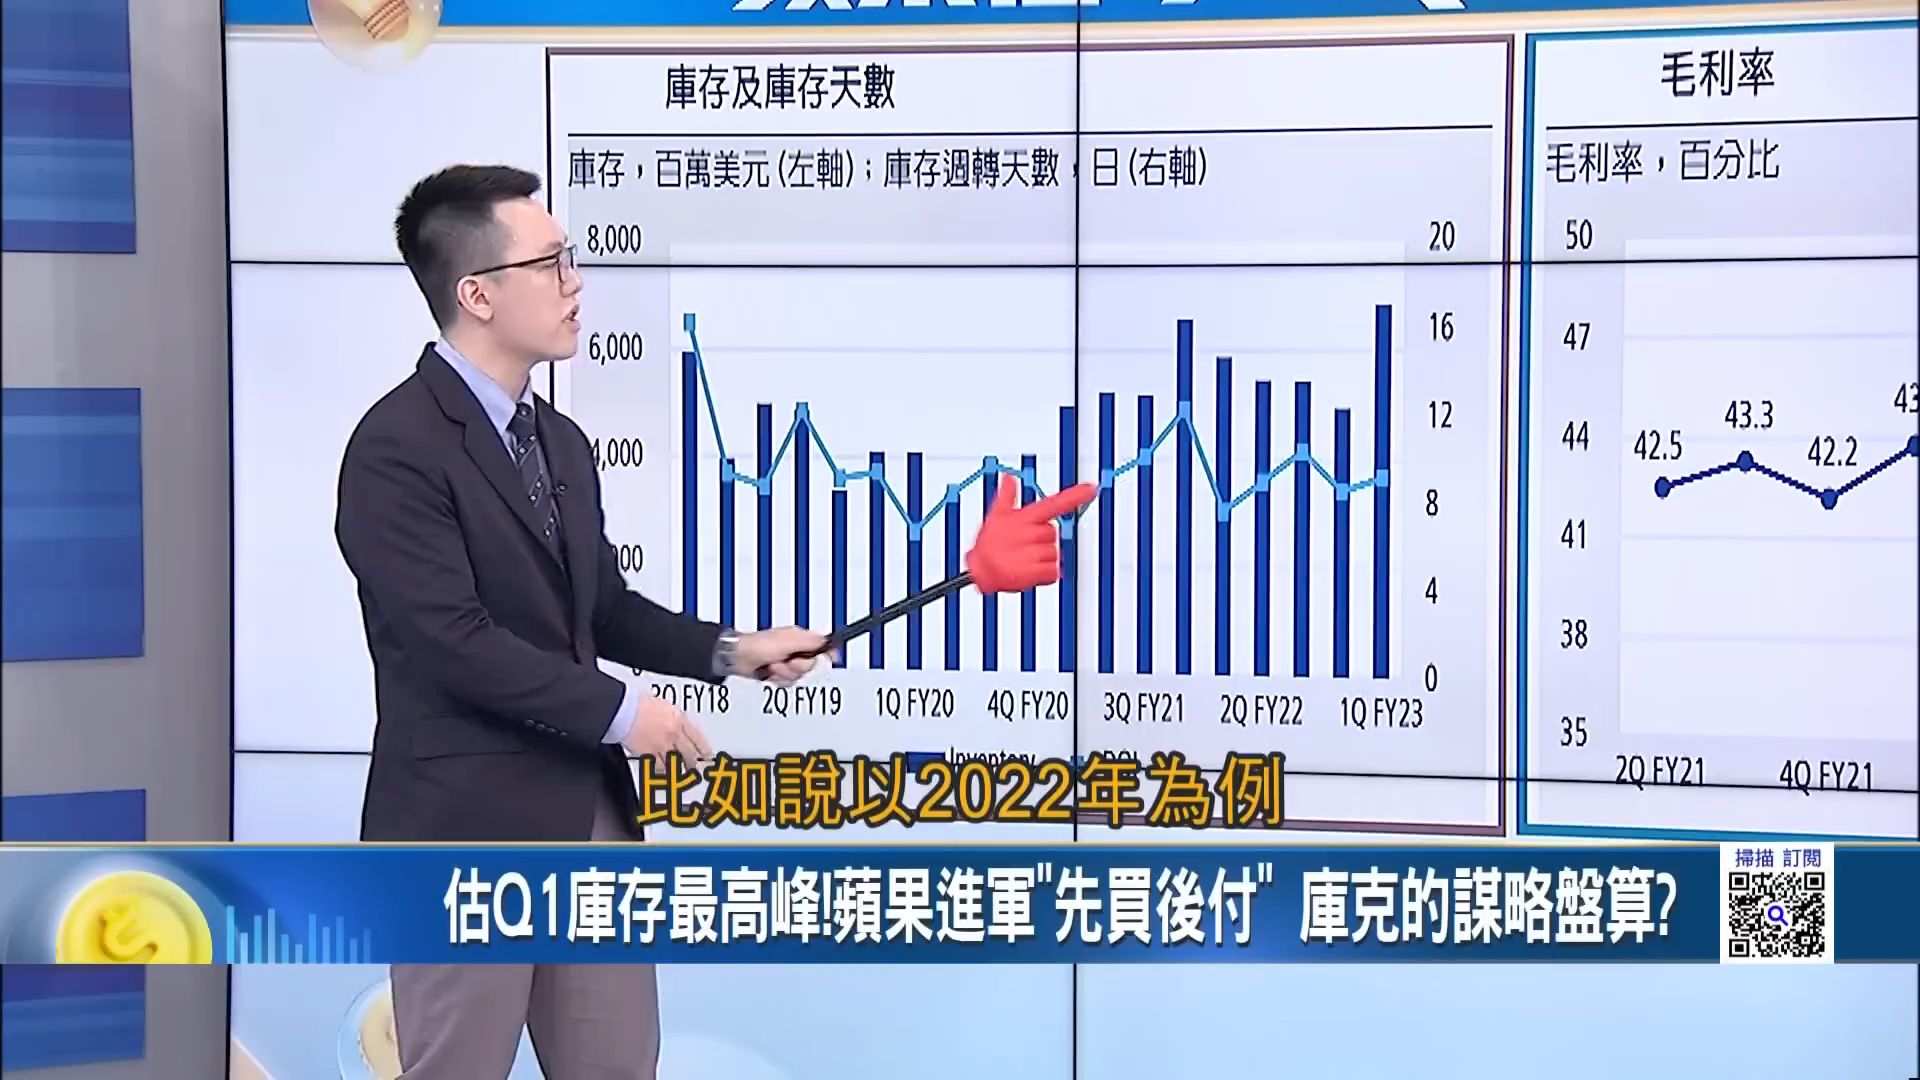 庫存及庫存天數
庫存，百萬美元(左軸)；庫存週轉天數，日(右軸)
8,000
6,000
4,000
20
16
12
8
4
0
FY18
2Q FY19
1Q FY20
4Q FY20
3Q FY21
2Q FY22
1Q FY23
Inventory
毛利率
毛利率，百分比
50
47
44
41
38
35
42.5
43.3
42.2
2Q FY21
4Q FY21
比如說以2022年為例
估Q1庫存最高峰!蘋果進軍"先買後付" 庫克的謀略盤算?
掃描 訂閱